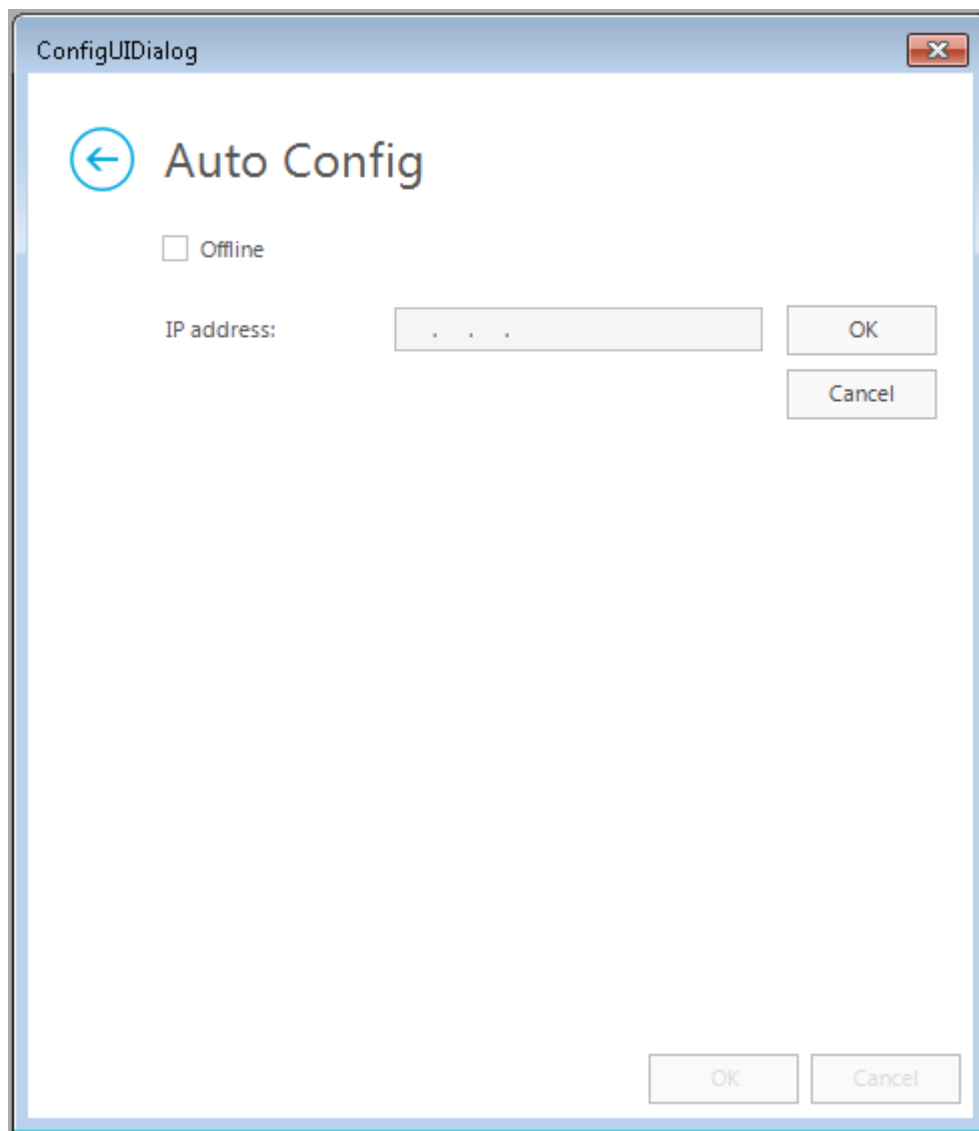 ConfigUIDialog
Auto Config
Offline
IP address: . . . OK
Cancel
OK Cancel